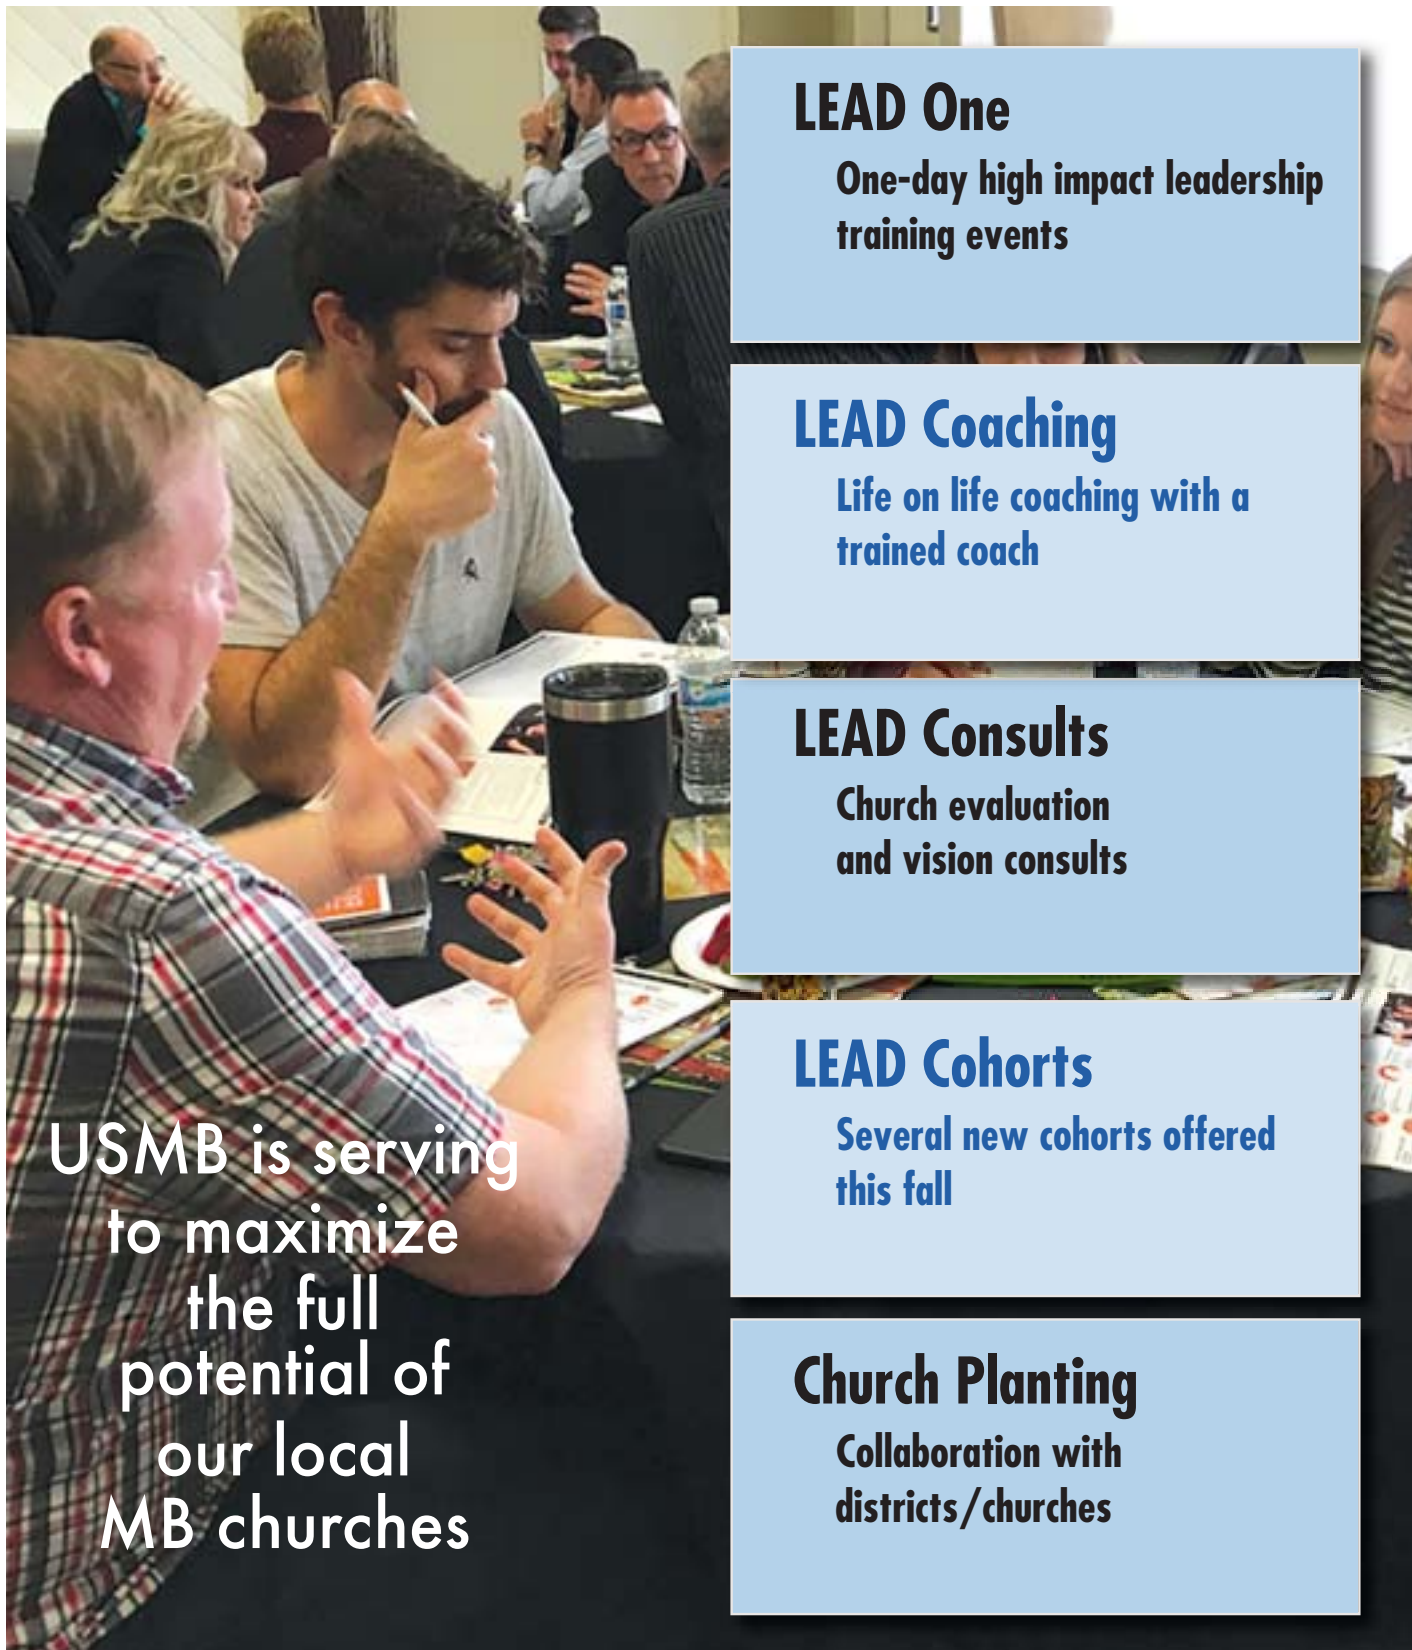 LEAD One
One-day high impact leadership
training events
LEAD Coaching
Life on life coaching with a
trained coach
LEAD Consults
Church evaluation
and vision consults
LEAD Cohorts
Several new cohorts offered
this fall
Church Planting
Collaboration with
districts/churches
USMB is serving
to maximize
the full
potential of
our local
MB churches